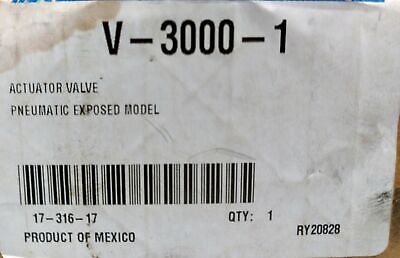 V-3000-1
ACTUATOR VALVE
PNEUMATIC EXPOSED MODEL
17-316-17
QTY: 1
RY20828
PRODUCT OF MEXICO